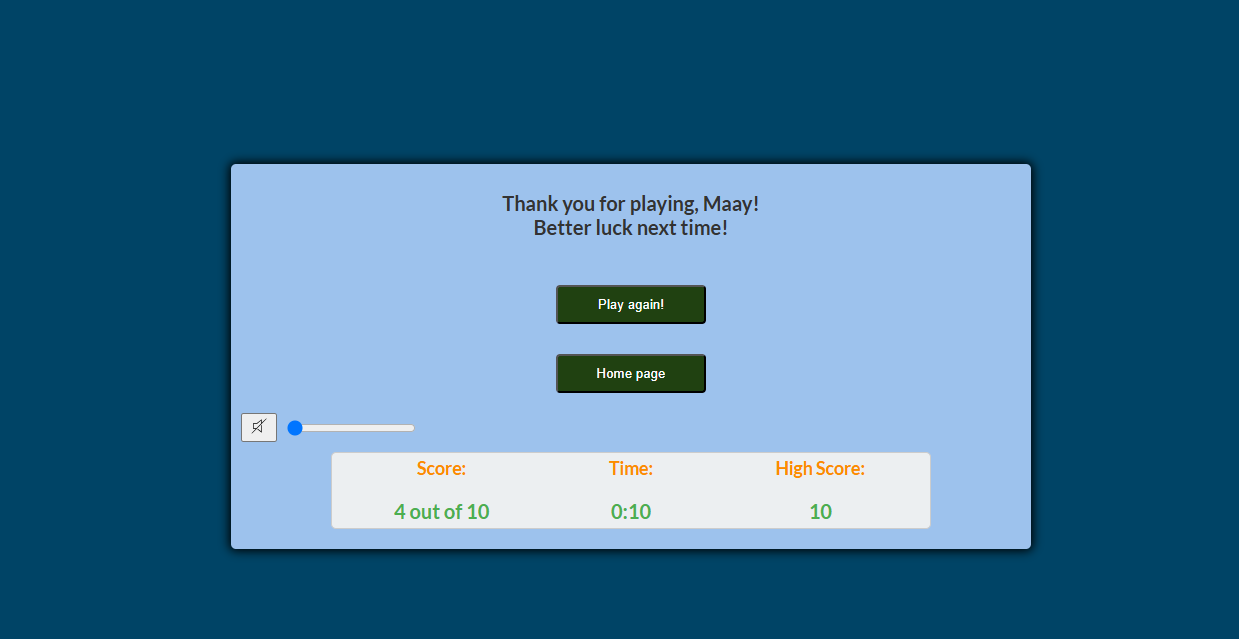 Thank you for playing, Maay!
Better luck next time!
Play again!
Home page
Score: Time: High Score:
4 out of 10 0:10 10